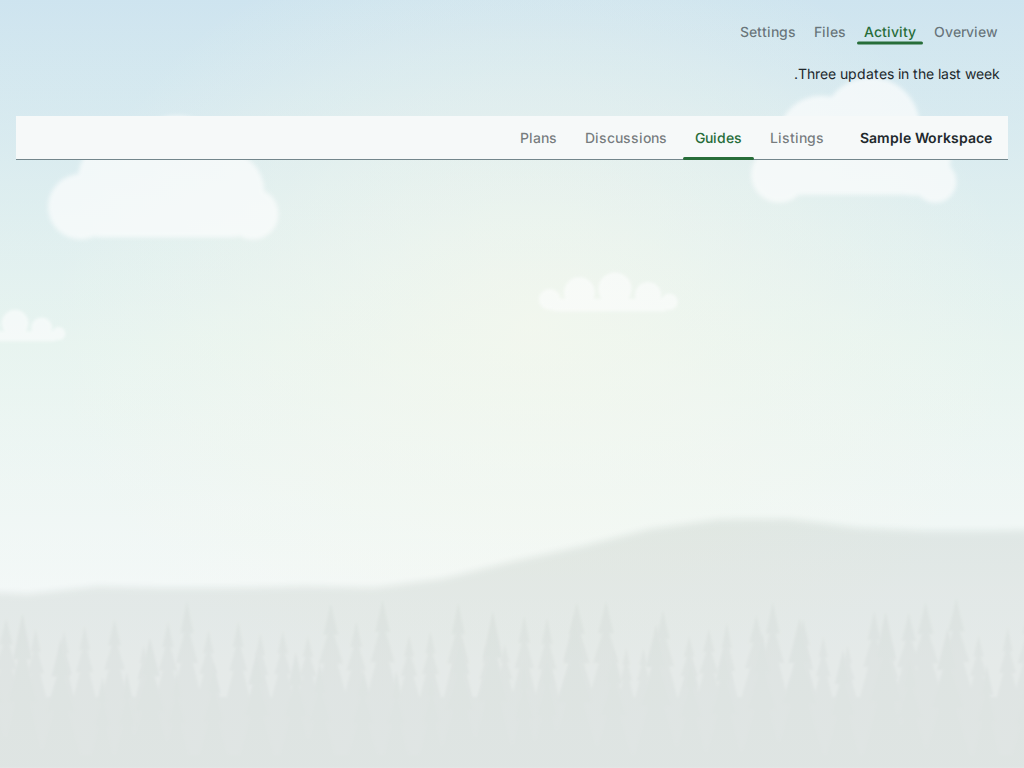 Settings Files Activity Overview
.Three updates in the last week
Plans Discussions Guides Listings Sample Workspace